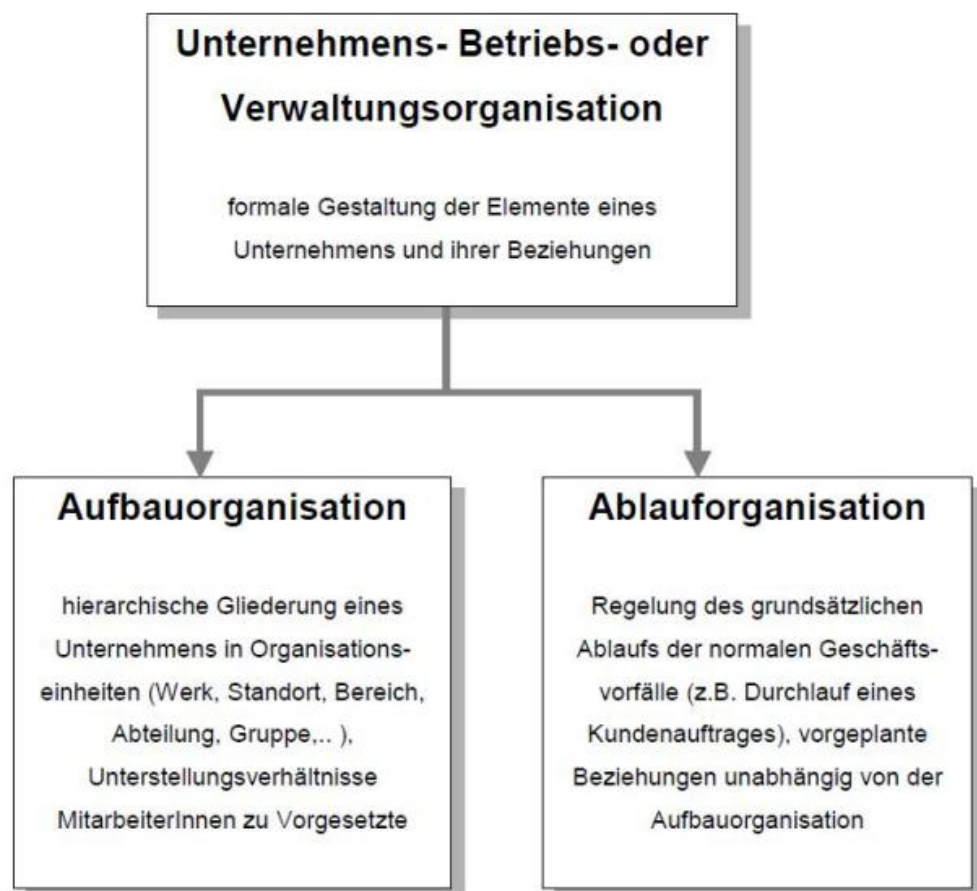 Unternehmens- Betriebs- oder
Verwaltungsorganisation
formale Gestaltung der Elemente eines
Unternehmens und ihrer Beziehungen
Aufbauorganisation
hierarchische Gliederung eines
Unternehmens in Organisations-
einheiten (Werk, Standort, Bereich,
Abteilung, Gruppe,.. ),
Unterstellungsverhältnisse
MitarbeiterInnen zu Vorgesetzte
Ablauforganisation
Regelung des grundsätzlichen
Ablaufs der normalen Geschäfts-
vorfälle (z.B. Durchlauf eines
Kundenauftrages), vorgeplante
Beziehungen unabhängig von der
Aufbauorganisation